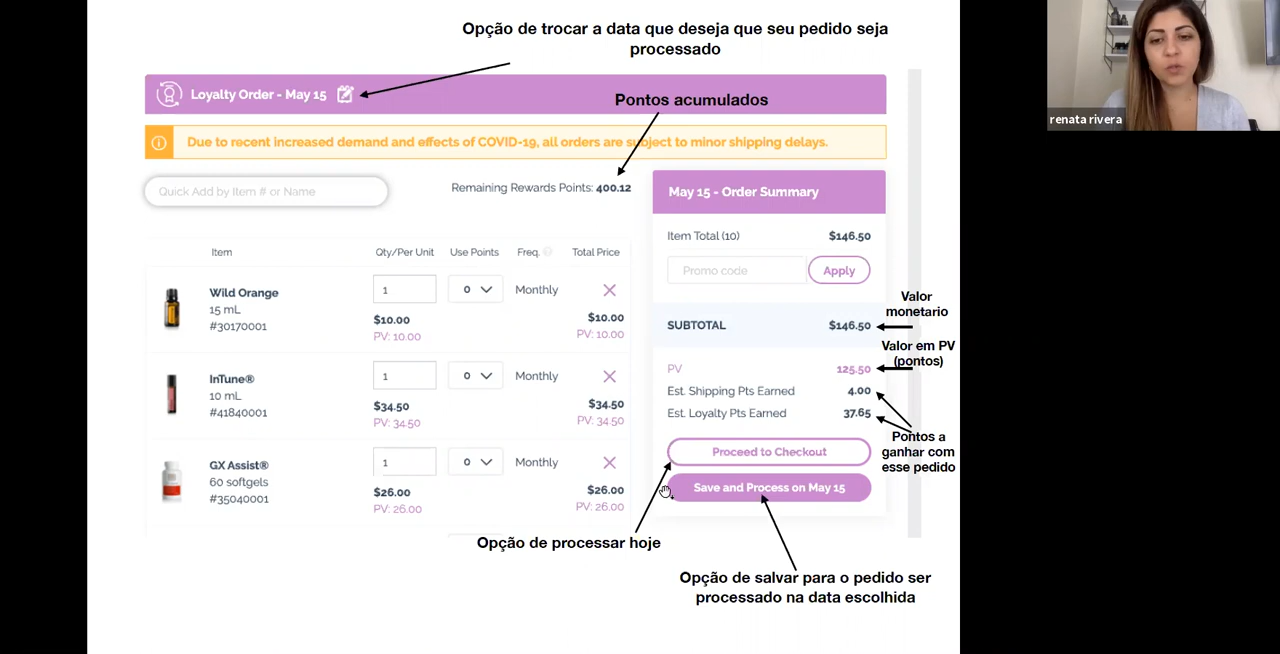 Opção de trocar a data que deseja que seu pedido seja
processado
renata rivera
Loyalty Order - May 15
Pontos acumulados
Due to recent increased demand and effects of COVID-19, all orders are subject to minor shipping delays.
Quick Add by Item # or Name
Remaining Rewards Points: 400.12
May 15 - Order Summary
Item Qty/Per Unit Use Points Freq. Total Price
Wild Orange 1 0 Monthly
15 mL
#30170001
$10.00 $10.00
PV: 10.00 PV: 10.00
InTune® 1 0 Monthly
10 mL
#41840001
$34.50 $34.50
PV: 34.50 PV: 34.50
GX Assist® 1 0 Monthly
60 softgels
#35040001
$26.00 $26.00
PV: 26.00 PV: 26.00
Item Total (10) $146.50
Promo code Apply
SUBTOTAL $146.50
PV 125.50
Est. Shipping Pts Earned 4.00
Est. Loyalty Pts Earned 37.65
Proceed to Checkout
Save and Process on May 15
Valor
monetario
Valor em PV
(pontos)
Pontos a
ganhar com
esse pedido
Opção de processar hoje
Opção de salvar para o pedido ser
processado na data escolhida